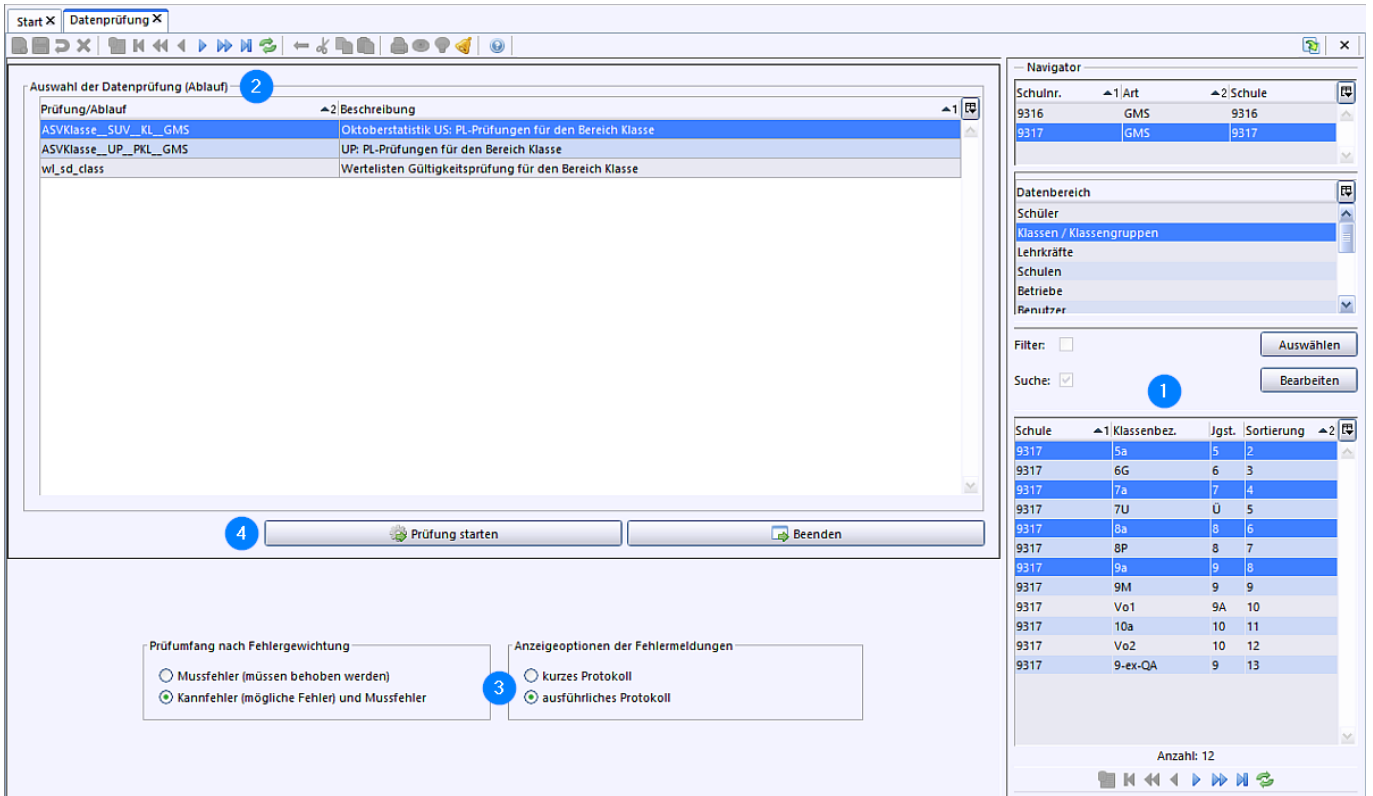 Start Datenprüfung
Auswahl der Datenprüfung (Ablauf) 2
Prüfung/Ablauf 2 Beschreibung 1
ASVKlasse__SUV__KL__GMS Oktoberstatistik US: PL-Prüfungen für den Bereich Klasse
ASVKlasse__UP__PKL__GMS UP: PL-Prüfungen für den Bereich Klasse
wl_sd_class Wertelisten Gültigkeitsprüfung für den Bereich Klasse
4 Prüfung starten Beenden
Prüfumfang nach Fehlergewichtung
Mussfehler (müssen behoben werden)
Kannfehler (mögliche Fehler) und Mussfehler
3
Anzeigeoptionen der Fehlermeldungen
kurzes Protokoll
ausführliches Protokoll
Navigator
Schulnr. 1 Art 2 Schule
9316 GMS 9316
9317 GMS 9317
Datenbereich
Schüler
Klassen / Klassengruppen
Lehrkräfte
Schulen
Betriebe
Benutzer
Filter: Auswählen
Suche: Bearbeiten
1
Schule 1 Klassenbez. Jgst. Sortierung 2
9317 5a 5 2
9317 6G 6 3
9317 7a 7 4
9317 7U Ü 5
9317 8a 8 6
9317 8P 8 7
9317 9a 9 8
9317 9M 9 9
9317 Vo1 9A 10
9317 10a 10 11
9317 Vo2 10 12
9317 9-ex-QA 9 13
Anzahl: 12